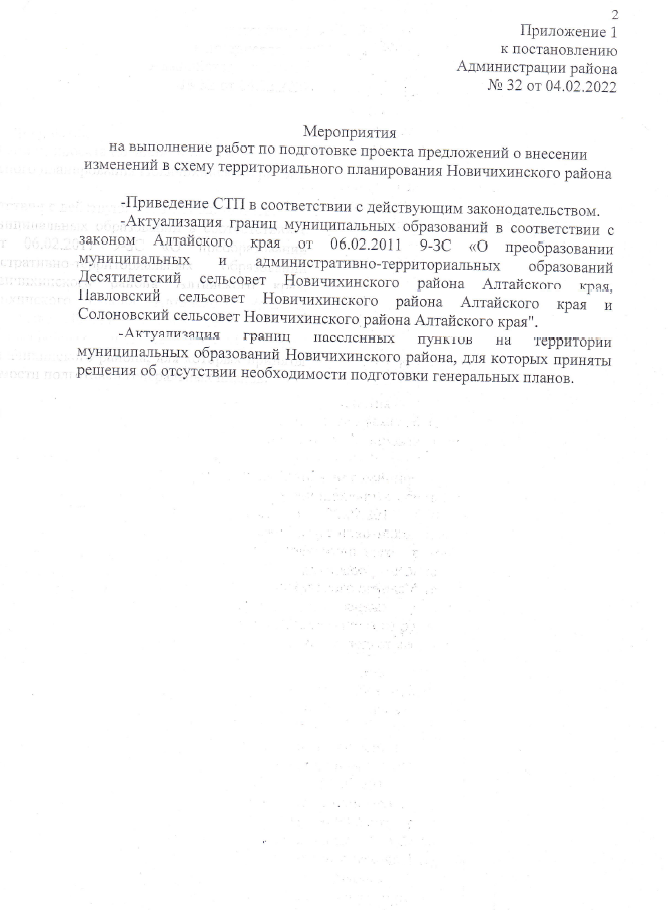 2
Приложение 1
к постановлению
Администрации района
№ 32 от 04.02.2022
Мероприятия
на выполнение работ по подготовке проекта предложений о внесении
изменений в схему территориального планирования Новичихинского района
-Приведение СТП в соответствии с действующим законодательством.
-Актуализация границ муниципальных образований в соответствии с
законом Алтайского края от 06.02.2011 9-ЗС «О преобразовании
муниципальных и административно-территориальных образований
Десятилетский сельсовет Новичихинского района Алтайского края,
Павловский сельсовет Новичихинского района Алтайского края и
Солоновский сельсовет Новичихинского района Алтайского края".
-Актуализация границ населенных пунктов на территории
муниципальных образований Новичихинского района, для которых приняты
решения об отсутствии необходимости подготовки генеральных планов.